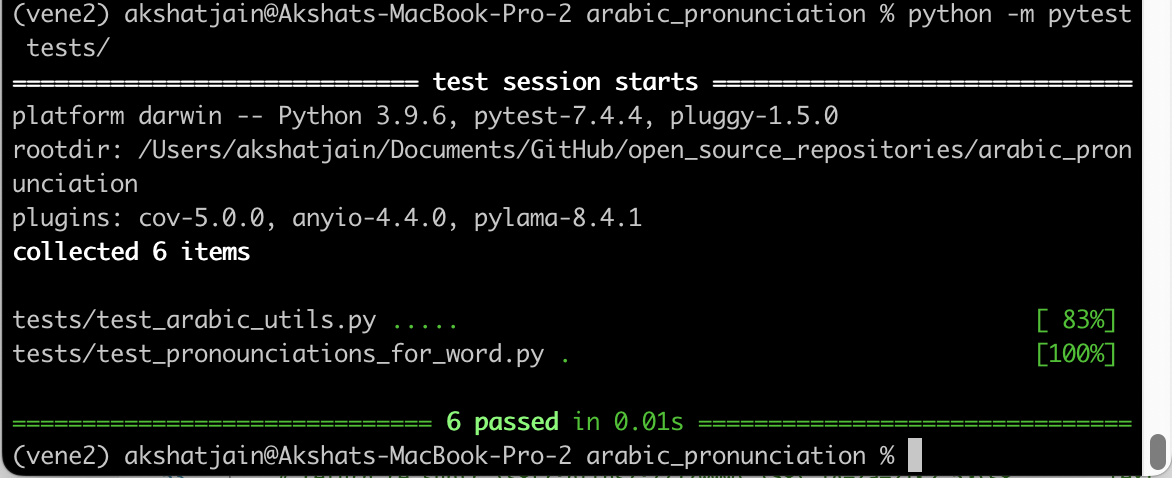 (vene2) akshatjain@Akshats-MacBook-Pro-2 arabic_pronunciation % python -m pytest
 tests/
============================= test session starts ==============================
platform darwin -- Python 3.9.6, pytest-7.4.4, pluggy-1.5.0
rootdir: /Users/akshatjain/Documents/GitHub/open_source_repositories/arabic_pron
unciation
plugins: cov-5.0.0, anyio-4.4.0, pylama-8.4.1
collected 6 items
tests/test_arabic_utils.py ..... [ 83%]
tests/test_pronounciations_for_word.py . [100%]
============================== 6 passed in 0.01s ===============================
(vene2) akshatjain@Akshats-MacBook-Pro-2 arabic_pronunciation %